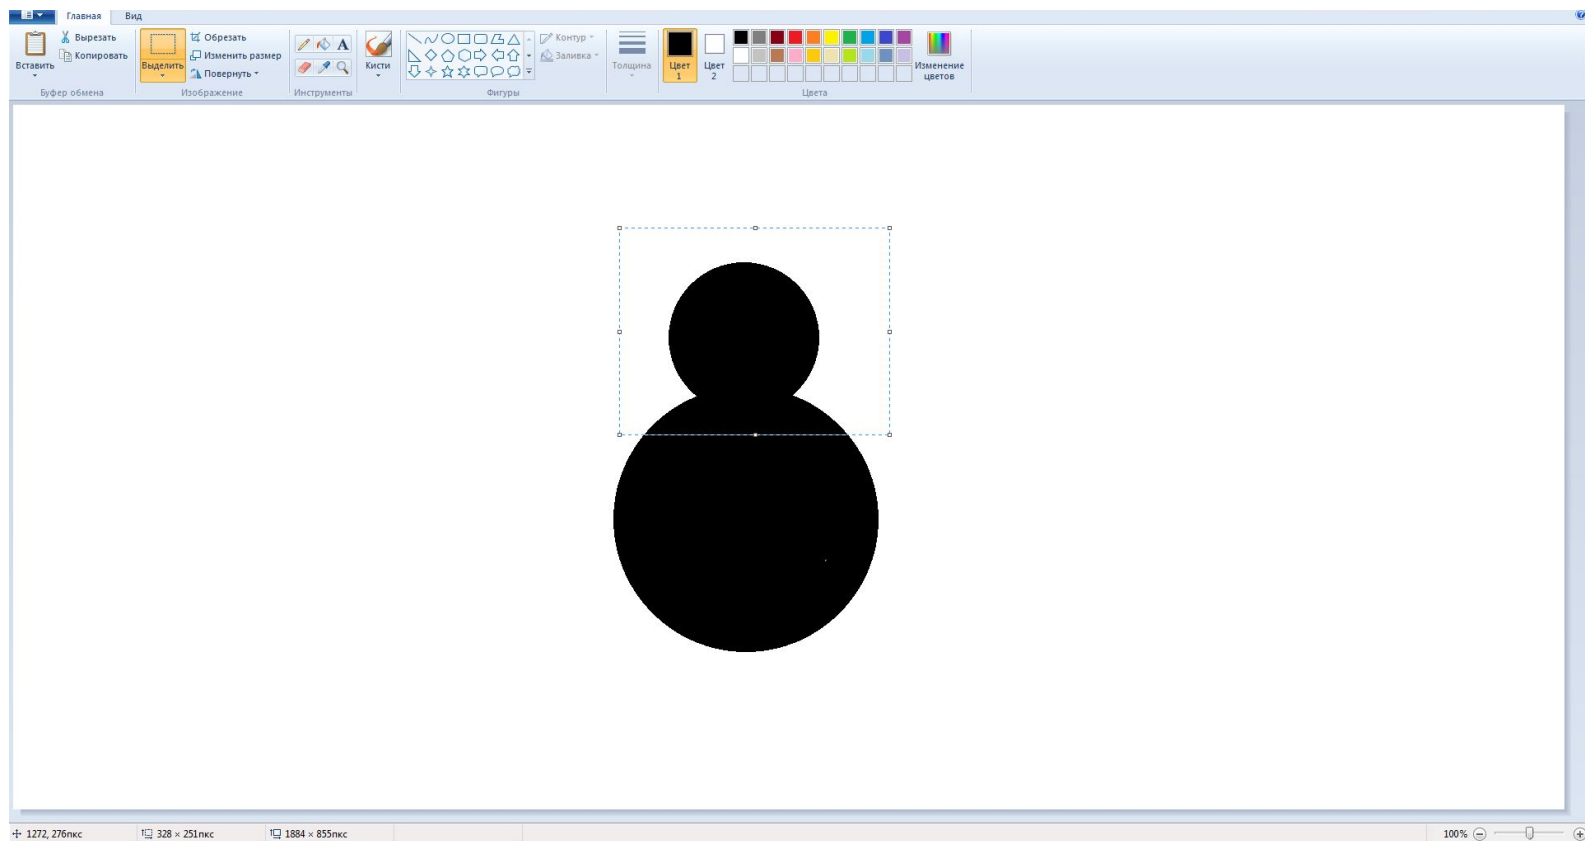 Главная Вид
Вставить
Вырезать
Копировать
Буфер обмена
Выделить
Обрезать
Изменить размер
Повернуть
Изображение
A
Инструменты
Кисти
Контур
Заливка
Фигуры
Толщина
Цвет 1
Цвет 2
Изменение цветов
Цвета
1272, 276пкс 328 × 251пкс 1884 × 855пкс 100%